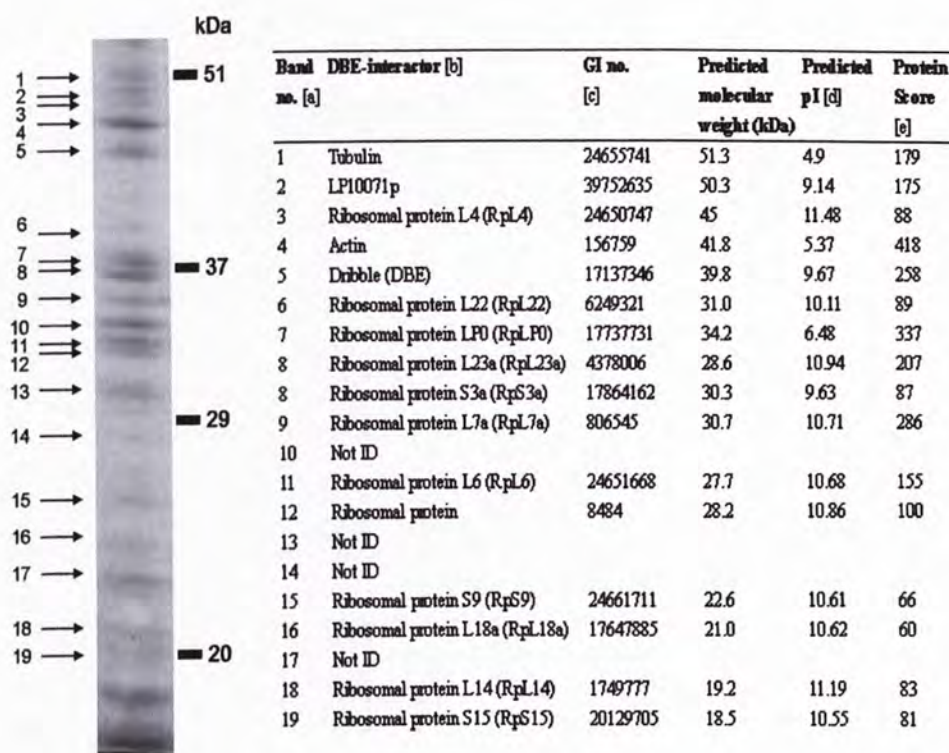 kDa
1
2
3
4
5
6
7
8
9
10
11
12
13
14
15
16
17
18
19
51
37
29
20
Band DBE-interactor [b] GI no. Predicted Predicted Protein
no. [a] [c] molecular pI [d] Score
weight (kDa) [e]
1 Tubulin 24655741 51.3 4.9 179
2 LP10071p 39752635 50.3 9.14 175
3 Ribosomal protein L4 (RpL4) 24650747 45 11.48 88
4 Actin 156759 41.8 5.37 418
5 Dribble (DBE) 17137346 39.8 9.67 258
6 Ribosomal protein L22 (RpL22) 6249321 31.0 10.11 89
7 Ribosomal protein LP0 (RpLP0) 17737731 34.2 6.48 337
8 Ribosomal protein L23a (RpL23a) 4378006 28.6 10.94 207
8 Ribosomal protein S3a (RpS3a) 17864162 30.3 9.63 87
9 Ribosomal protein L7a (RpL7a) 806545 30.7 10.71 286
10 Not ID
11 Ribosomal protein L6 (RpL6) 24651668 27.7 10.68 155
12 Ribosomal protein 8484 28.2 10.86 100
13 Not ID
14 Not ID
15 Ribosomal protein S9 (RpS9) 24661711 22.6 10.61 66
16 Ribosomal protein L18a (RpL18a) 17647885 21.0 10.62 60
17 Not ID
18 Ribosomal protein L14 (RpL14) 1749777 19.2 11.19 83
19 Ribosomal protein S15 (RpS15) 20129705 18.5 10.55 81